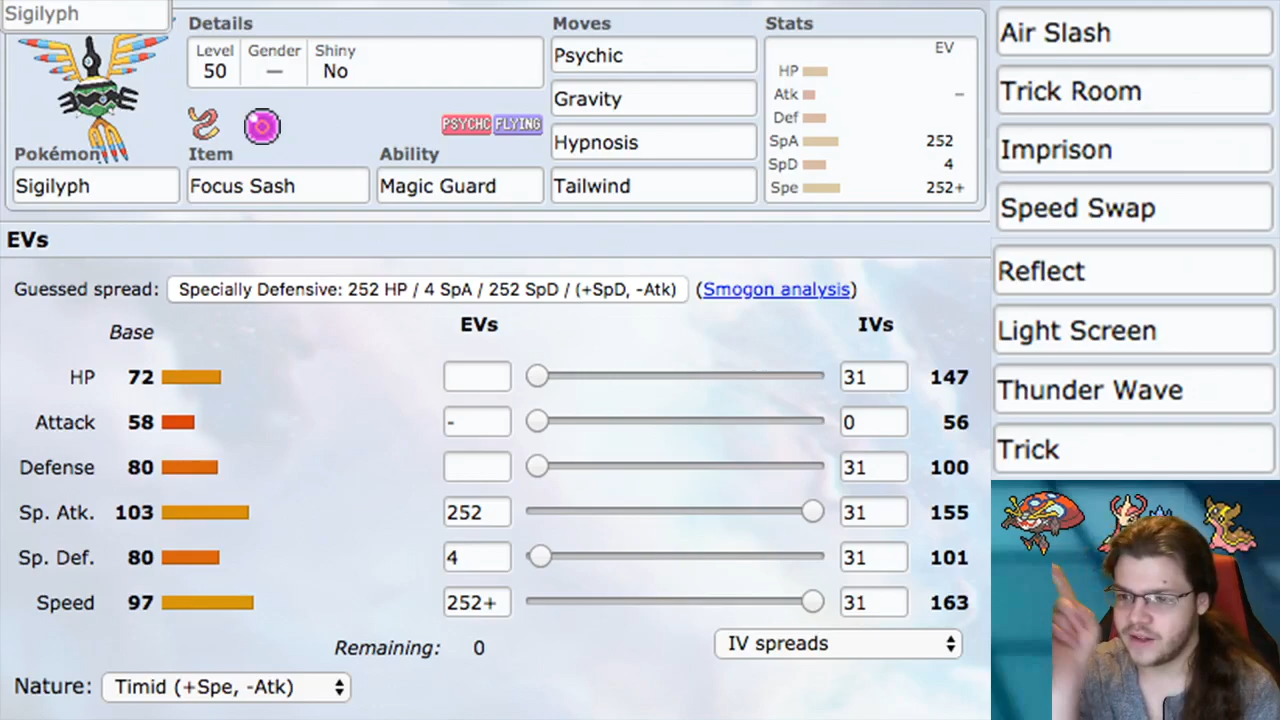 Sigilyph
Details
Level
50
Gender
—
Shiny
No
PSYCHC FLYING
Pokémon
Sigilyph
Item
Focus Sash
Ability
Magic Guard
Moves
Psychic
Gravity
Hypnosis
Tailwind
Stats
EV
HP
Atk –
Def
SpA 252
SpD 4
Spe 252+
EVs
Guessed spread: Specially Defensive: 252 HP / 4 SpA / 252 SpD / (+SpD, -Atk) (Smogon analysis)
Base EVs IVs
HP 72 31 147
Attack 58 - 0 56
Defense 80 31 100
Sp. Atk. 103 252 31 155
Sp. Def. 80 4 31 101
Speed 97 252+ 31 163
Remaining: 0
IV spreads
Nature: Timid (+Spe, -Atk)
Air Slash
Trick Room
Imprison
Speed Swap
Reflect
Light Screen
Thunder Wave
Trick